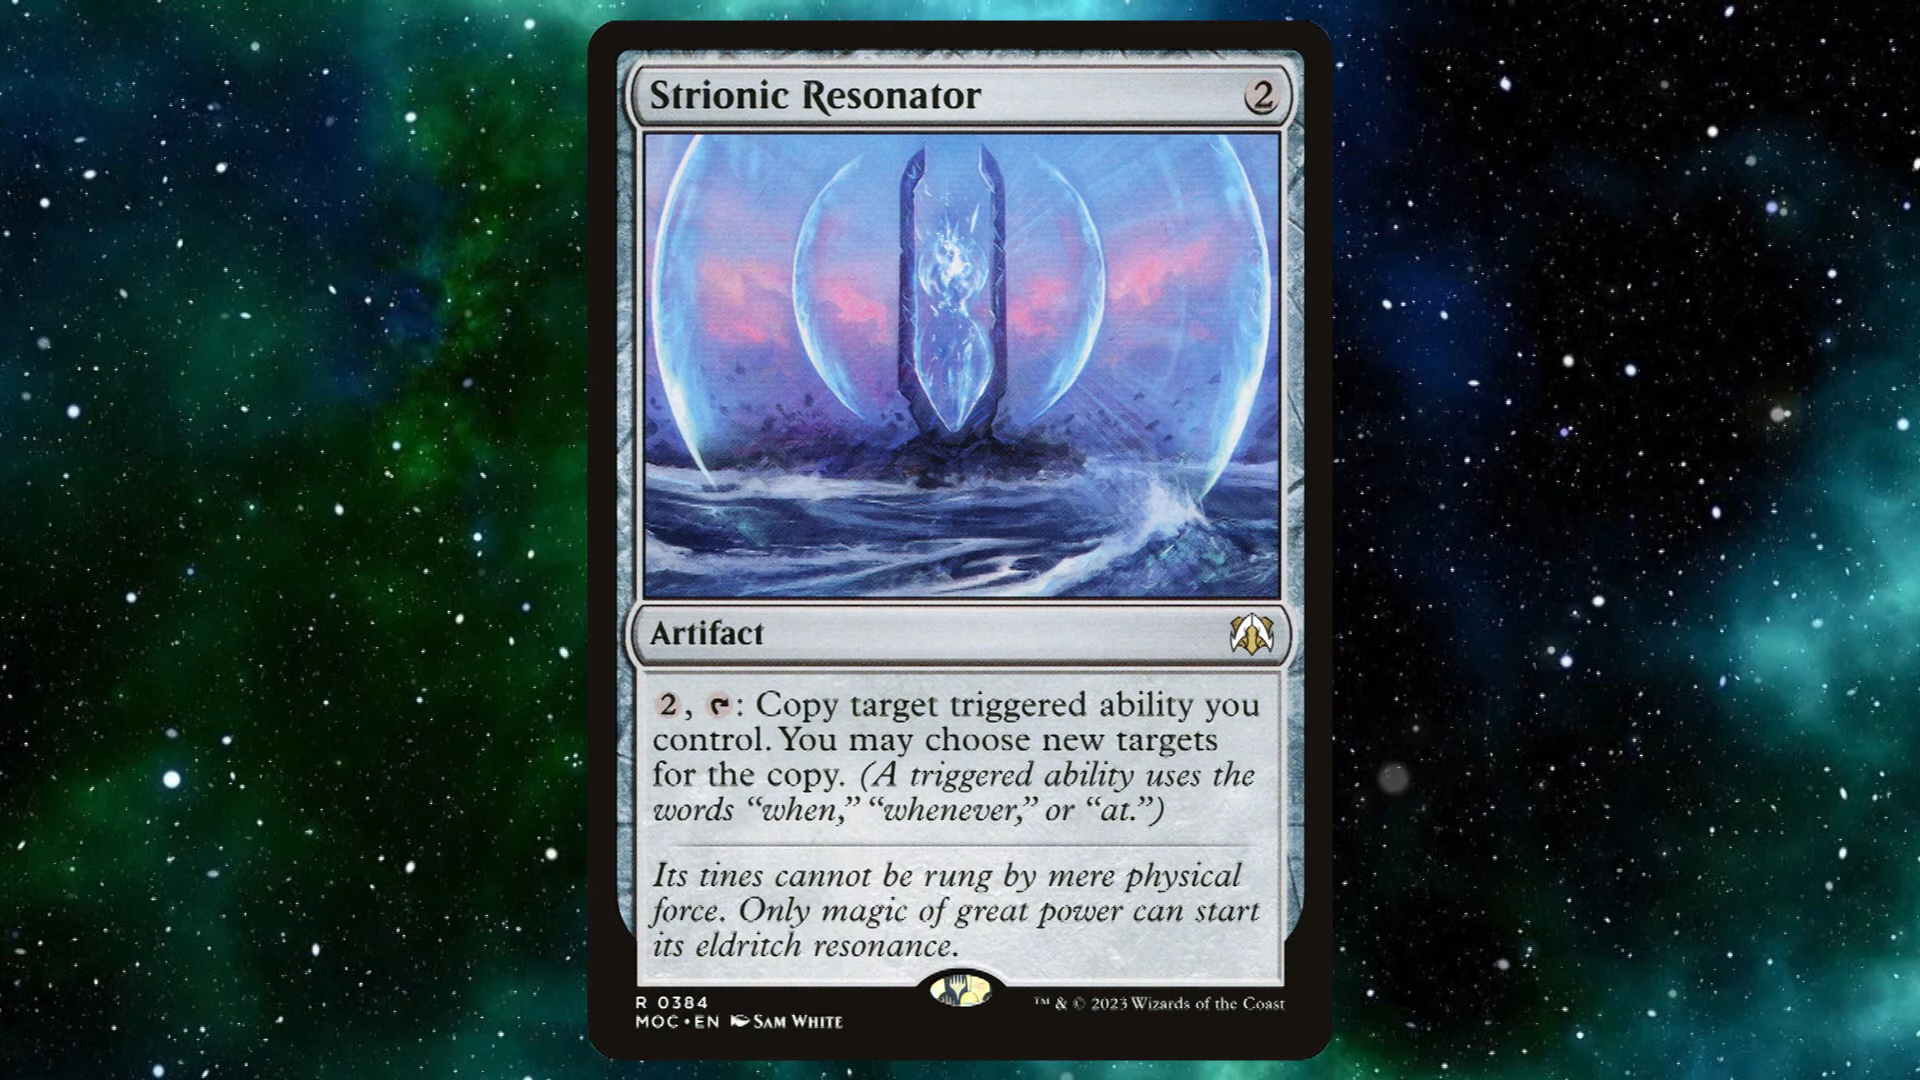 Strionic Resonator 2
Artifact
2, : Copy target triggered ability you
control. You may choose new targets
for the copy. (A triggered ability uses the
words “when,” “whenever,” or “at.”)
Its tines cannot be rung by mere physical
force. Only magic of great power can start
its eldritch resonance.
R 0384
MOC • EN SAM WHITE
™ & © 2023 Wizards of the Coast